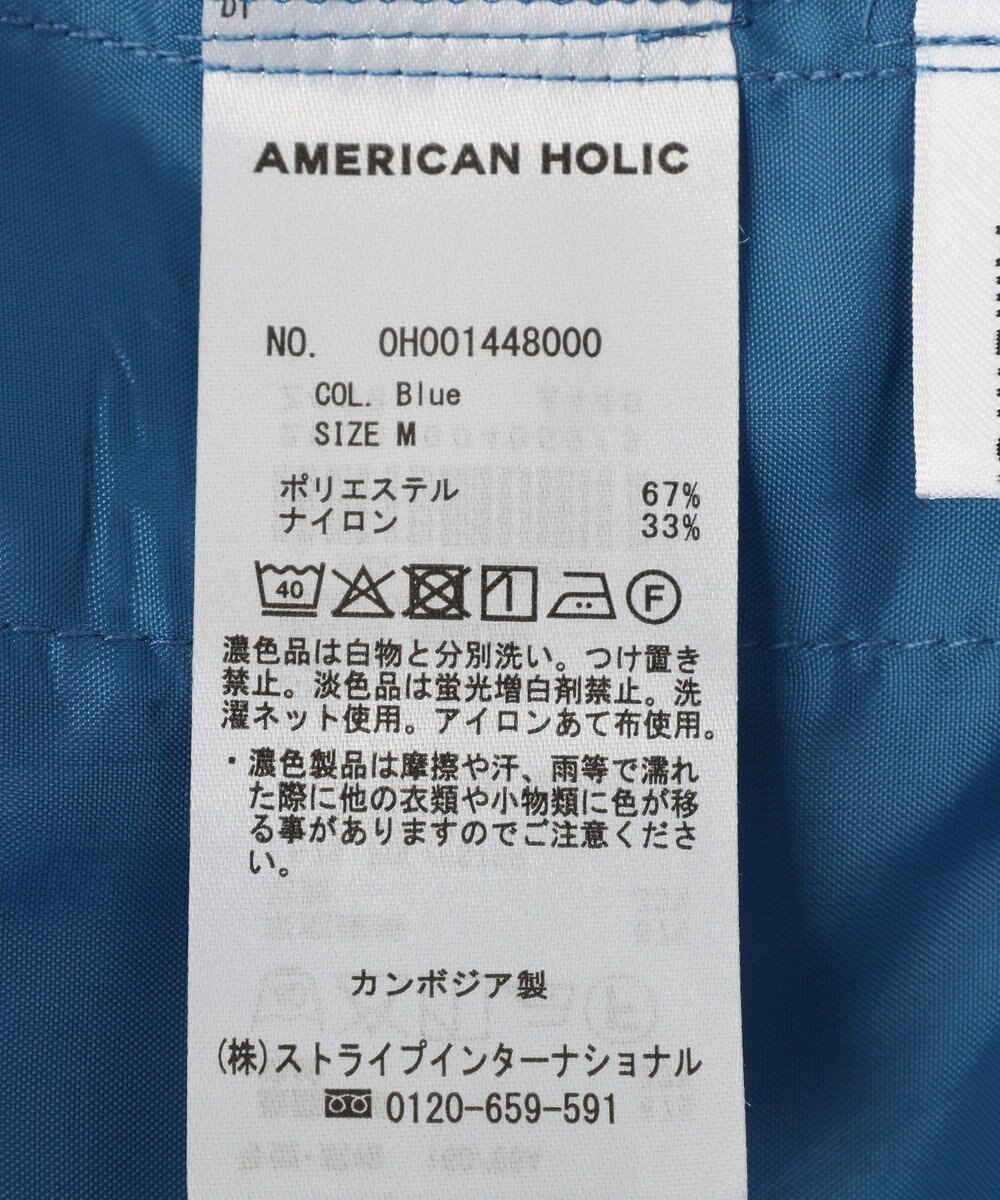 AMERICAN HOLIC
NO. 0H001448000
COL. Blue
SIZE M
ポリエステル 67%
ナイロン 33%
40 F
濃色品は白物と分別洗い。つけ置き
禁止。淡色品は蛍光増白剤禁止。洗
濯ネット使用。アイロンあて布使用。
・濃色製品は摩擦や汗、雨等で濡れ
た際に他の衣類や小物類に色が移
る事がありますのでご注意くださ
い。
カンボジア製
(株)ストライプインターナショナル
0120-659-591